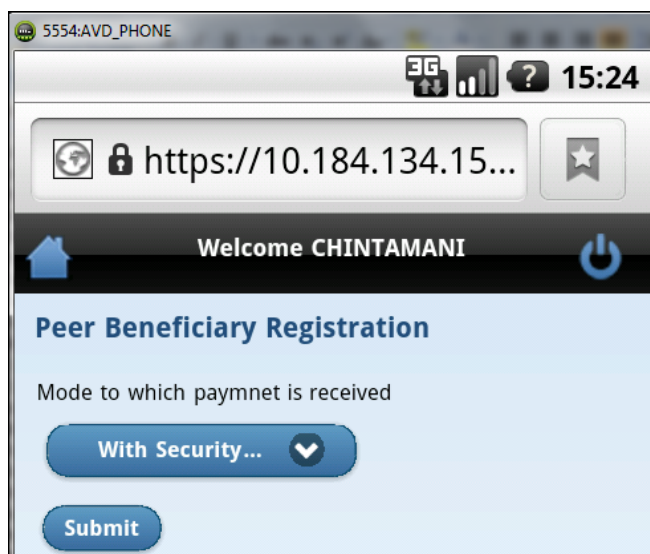 5554:AVD_PHONE
3G ? 15:24
https://10.184.134.15...
Welcome CHINTAMANI
Peer Beneficiary Registration
Mode to which paymnet is received
With Security...
Submit